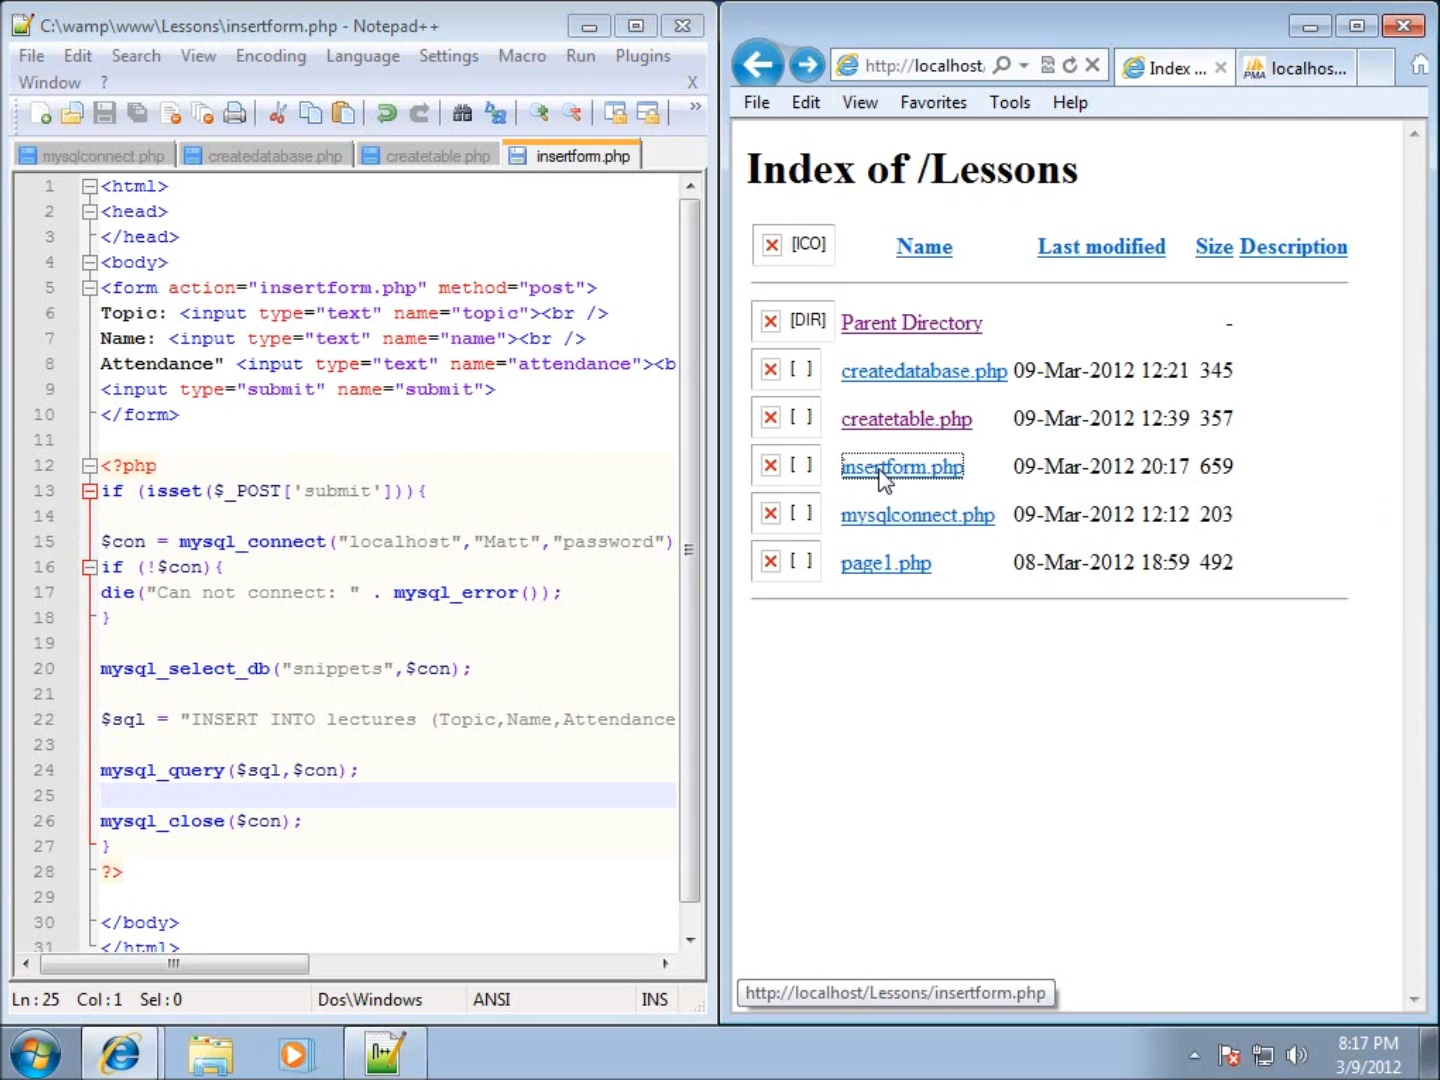 C:\wamp\www\Lessons\insertform.php - Notepad++
File Edit Search View Encoding Language Settings Macro Run Plugins
Window ? X
mysqlconnect.php createdatabase.php createtable.php insertform.php
1 <html>
2 <head>
3 </head>
4 <body>
5 <form action="insertform.php" method="post">
6 Topic: <input type="text" name="topic"><br />
7 Name: <input type="text" name="name"><br />
8 Attendance" <input type="text" name="attendance"><b
9 <input type="submit" name="submit">
10 </form>
11
12 <?php
13 if (isset($_POST['submit'])){
14
15 $con = mysql_connect("localhost","Matt","password")
16 if (!$con){
17 die("Can not connect: " . mysql_error());
18 }
19
20 mysql_select_db("snippets",$con);
21
22 $sql = "INSERT INTO lectures (Topic,Name,Attendance
23
24 mysql_query($sql,$con);
25
26 mysql_close($con);
27 }
28 ?>
29
30 </body>
31 </html>
Ln : 25 Col : 1 Sel : 0 Dos\Windows ANSI INS
http://localhost Index ... localhos...
PMA
File Edit View Favorites Tools Help
Index of /Lessons
[ICO] Name Last modified Size Description
[DIR] Parent Directory -
[ ] createdatabase.php 09-Mar-2012 12:21 345
[ ] createtable.php 09-Mar-2012 12:39 357
[ ] insertform.php 09-Mar-2012 20:17 659
[ ] mysqlconnect.php 09-Mar-2012 12:12 203
[ ] page1.php 08-Mar-2012 18:59 492
http://localhost/Lessons/insertform.php
8:17 PM
3/9/2012